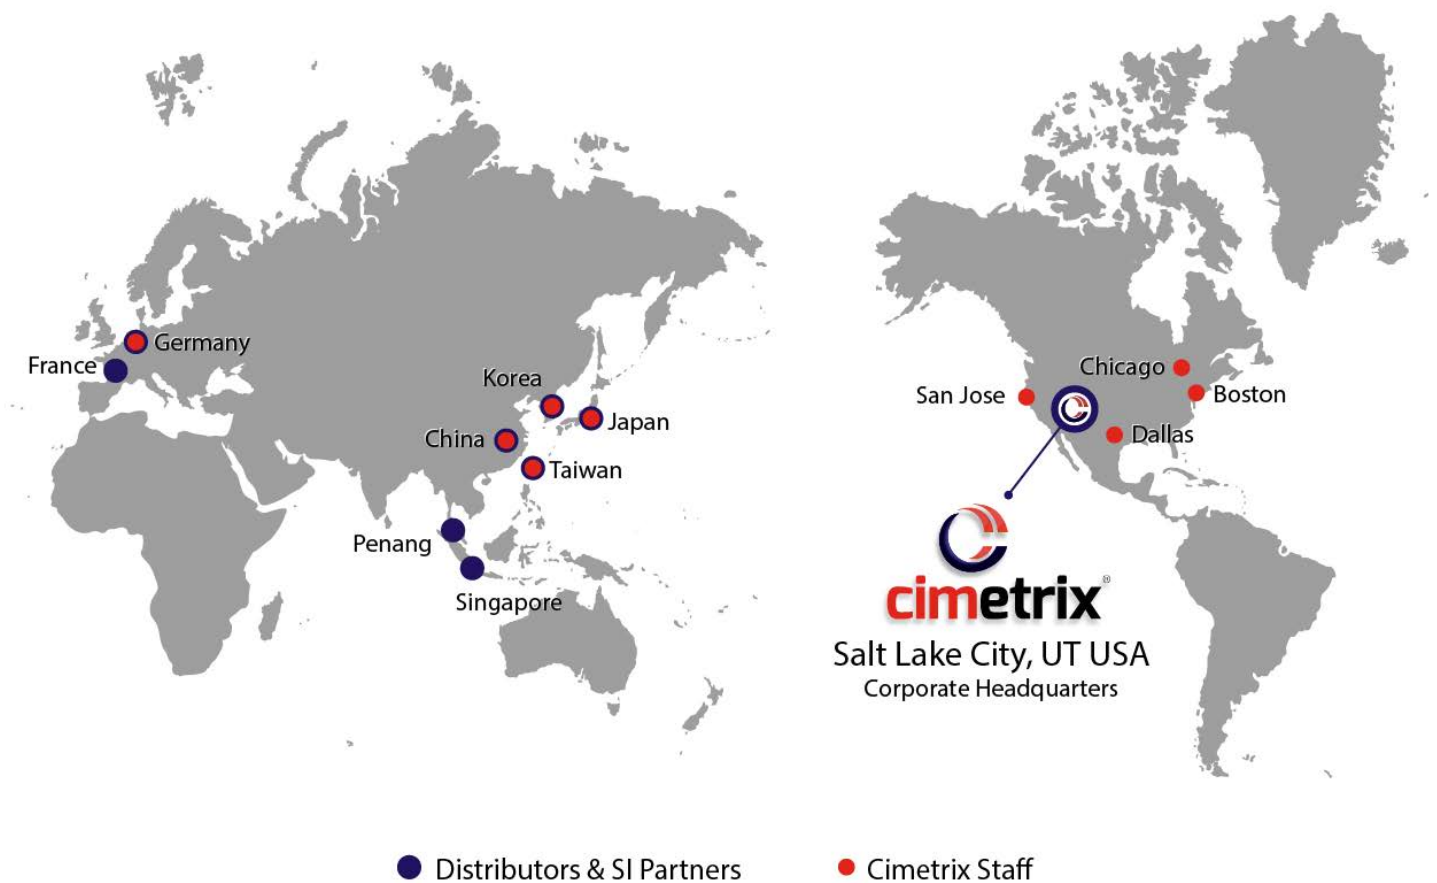 Germany
France
Korea
Japan
China
Taiwan
Penang
Singapore
Chicago
San Jose
Boston
Dallas
cimetrix®
Salt Lake City, UT USA
Corporate Headquarters
Distributors & SI Partners
Cimetrix Staff